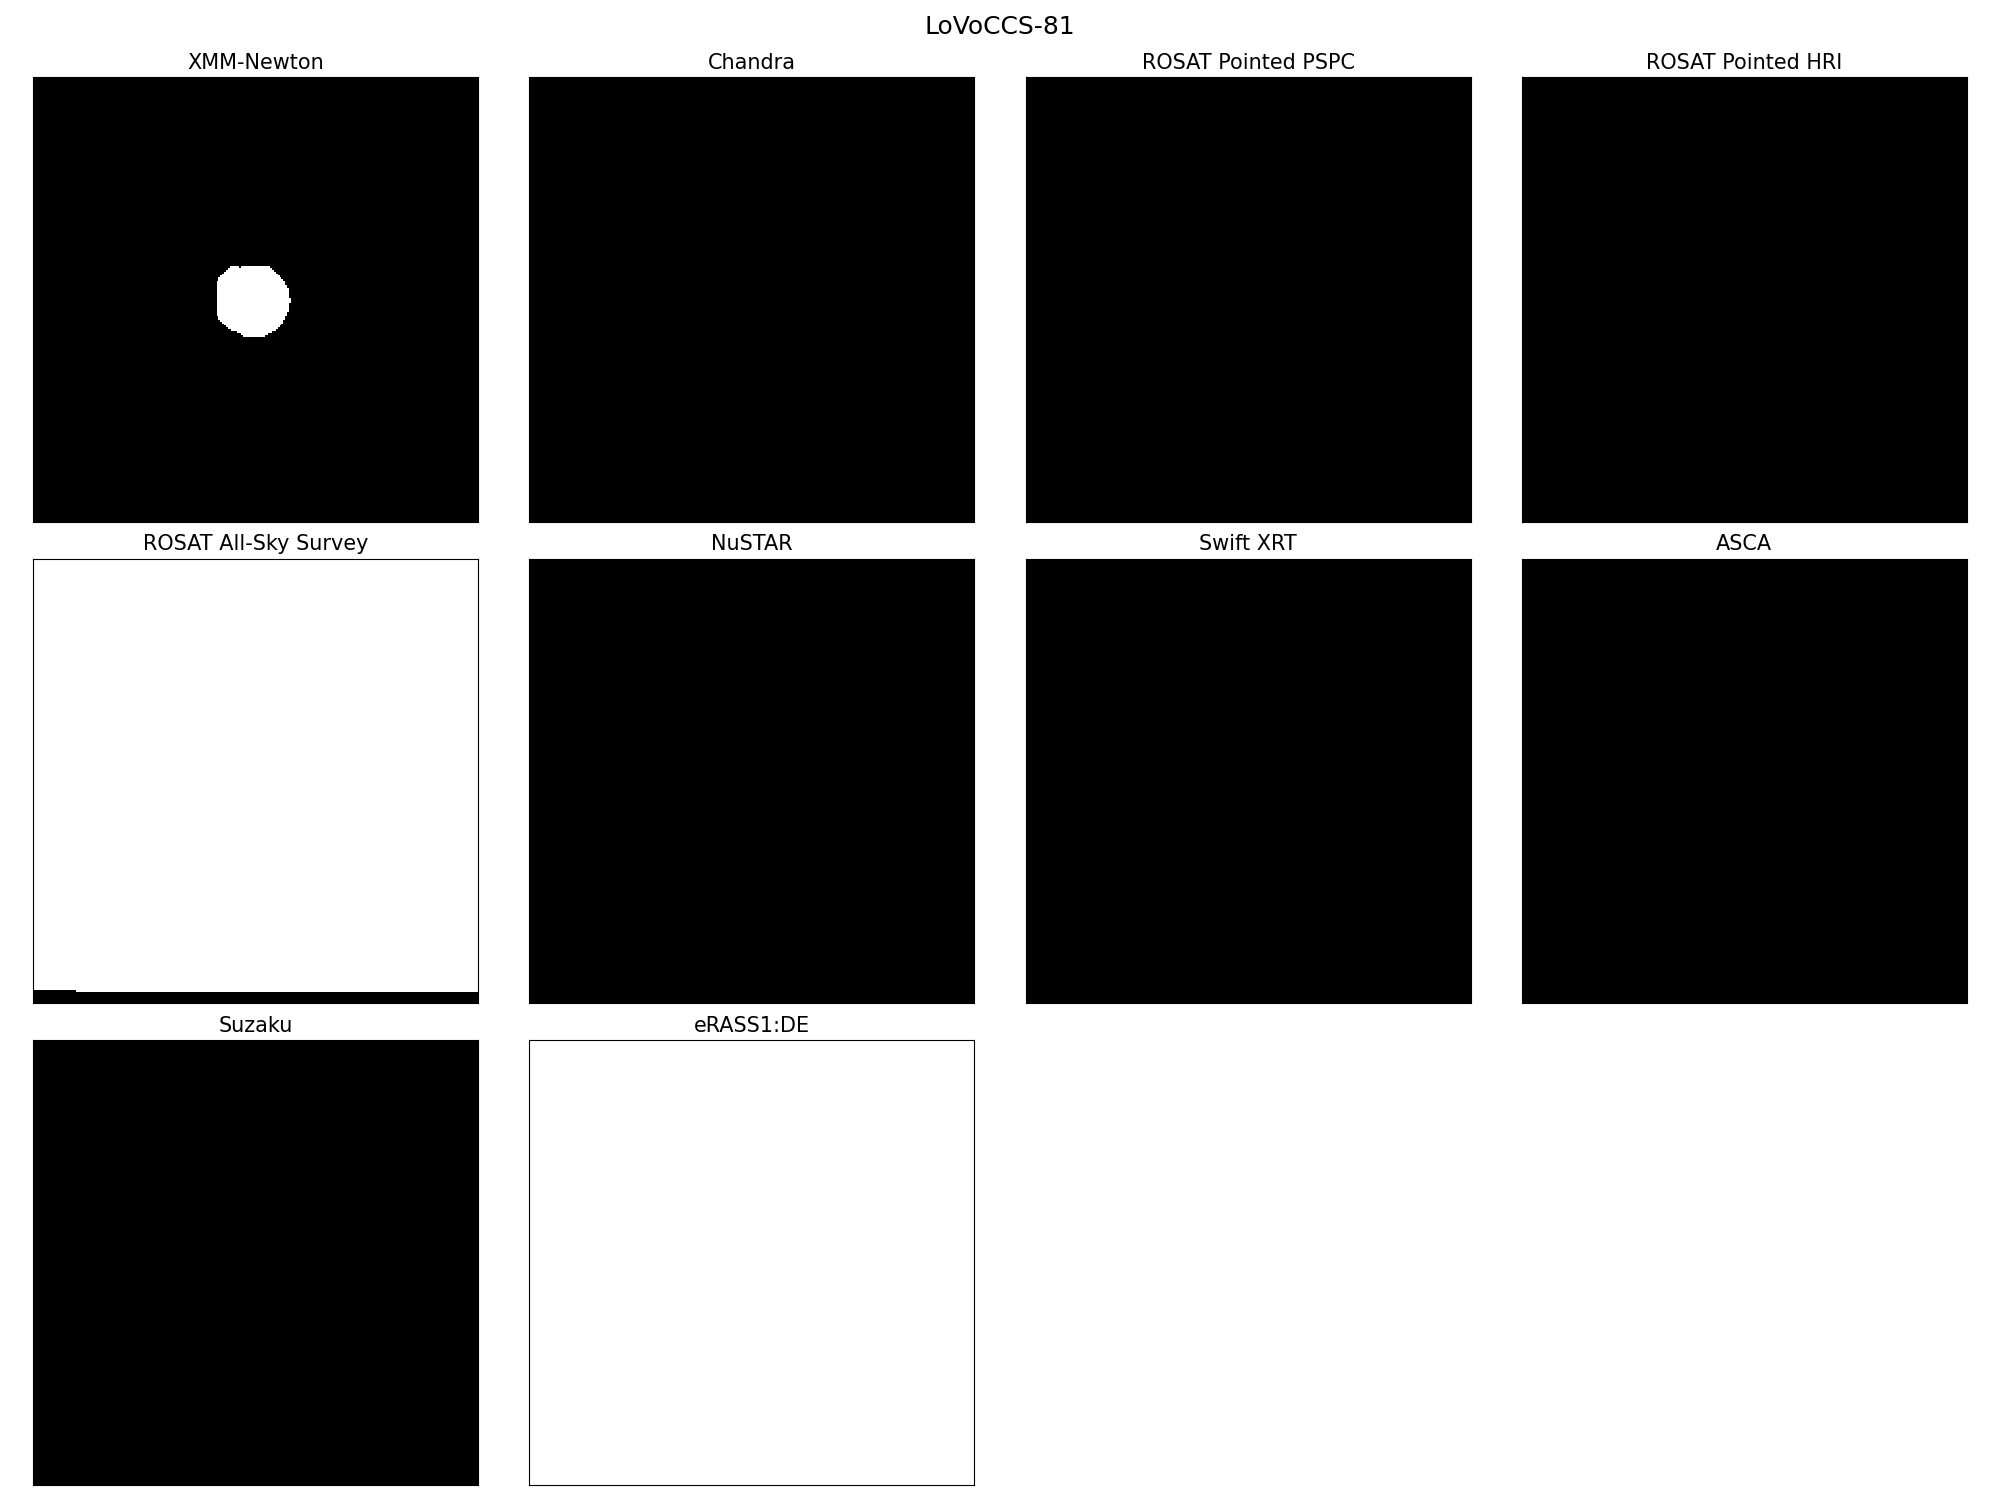 LoVoCCS-81
XMM-Newton
Chandra
ROSAT Pointed PSPC
ROSAT Pointed HRI
ROSAT All-Sky Survey
NuSTAR
Swift XRT
ASCA
Suzaku
eRASS1:DE